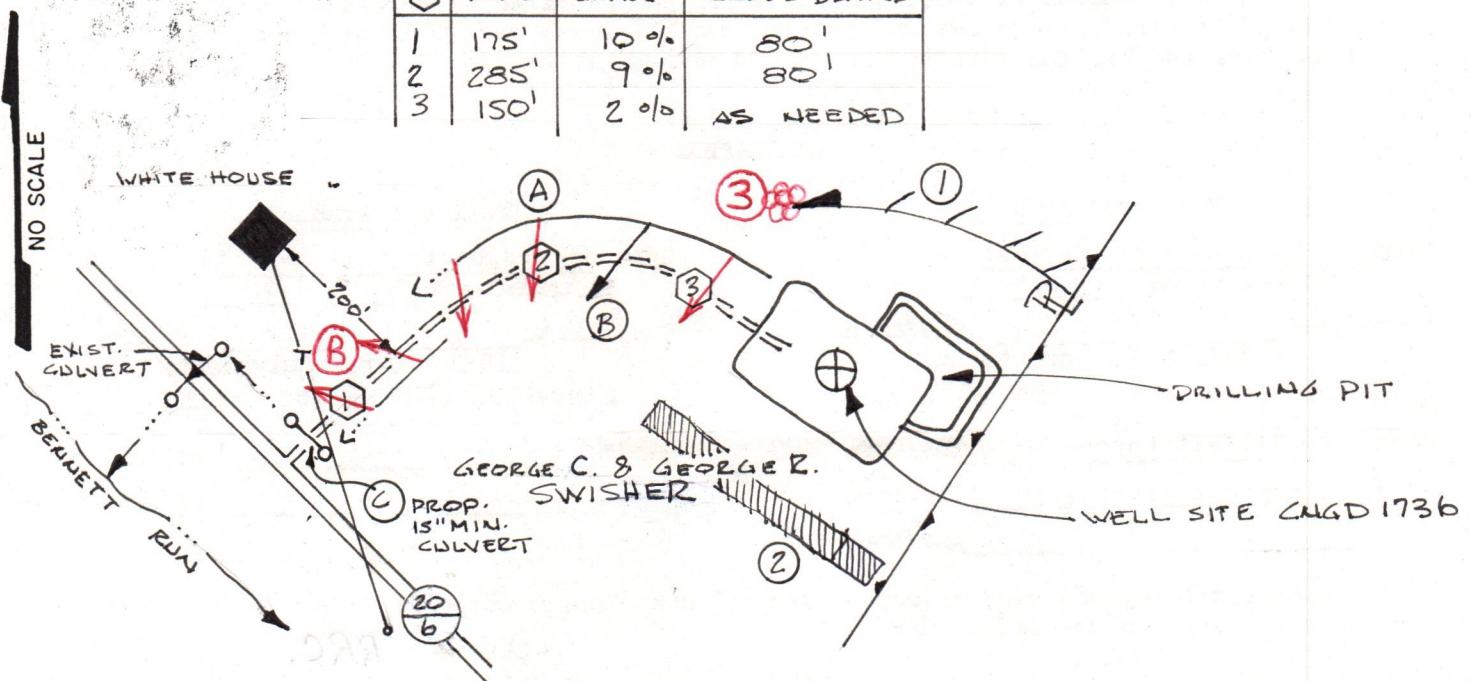 1 175' 10 % 80'
2 285' 9 % 80'
3 150' 2 % AS NEEDED
NO SCALE
WHITE HOUSE
A
3
1
2
200'
3
B
B
EXIST.
CULVERT
T
1
DRILLING PIT
BENNETT RUN
GEORGE C. & GEORGE R.
SWISHER
C
PROP.
15" MIN.
CULVERT
WELL SITE CNGD 1736
2
20
6